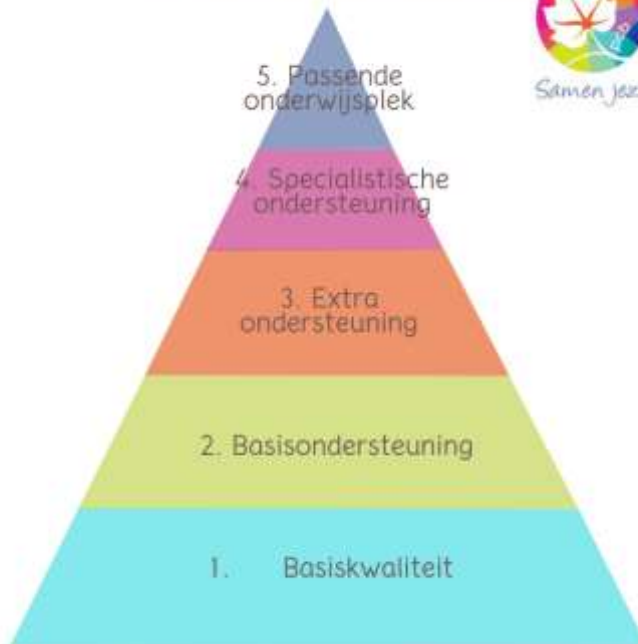 5. Passende
onderwijsplek
Samen
4. Specialistische
ondersteuning
3. Extra
ondersteuning
2. Basisondersteuning
1. Basiskwaliteit